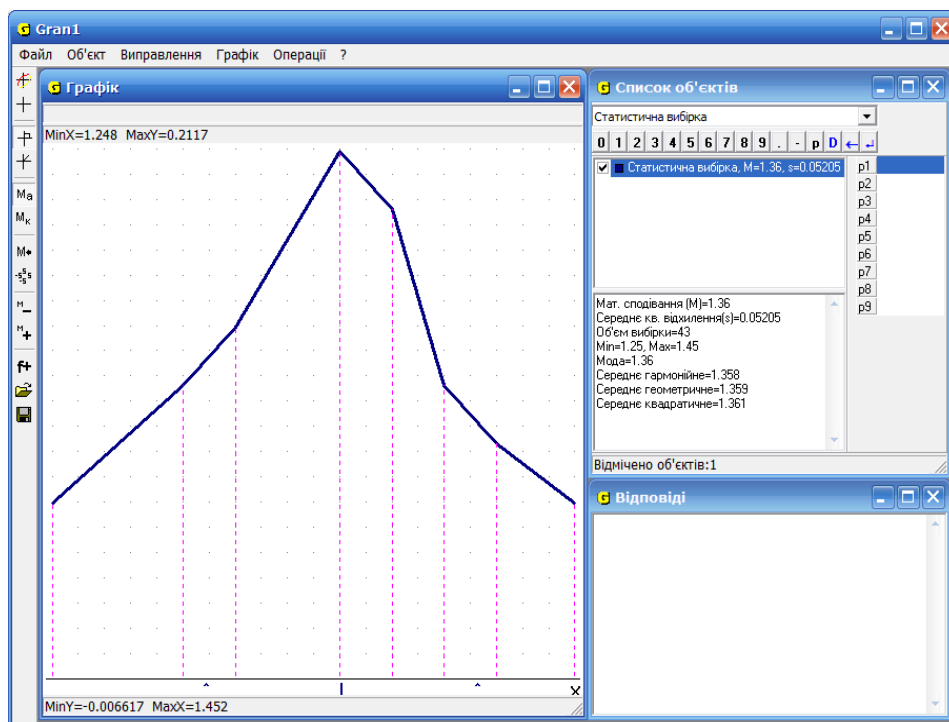 Gran1
Файл Об'єкт Виправлення Графік Операції ?
Графік
MinX=1.248 MaxY=0.2117
x
MinY=-0.006617 MaxX=1.452
Ma
Mк
M
-s s s s
M
M +
f+
Список об'єктів
Статистична вибірка
0 1 2 3 4 5 6 7 8 9 . - p D ← ↵
Статистична вибірка, M=1.36, s=0.05205
p1
p2
p3
p4
p5
p6
p7
p8
p9
Мат. сподівання (M)=1.36
Середнє кв. відхилення(s)=0.05205
Об'єм вибірки=43
Min=1.25, Max=1.45
Мода=1.36
Середнє гармонійне=1.358
Середнє геометричне=1.359
Середнє квадратичне=1.361
Відмічено об'єктів:1
Відповіді